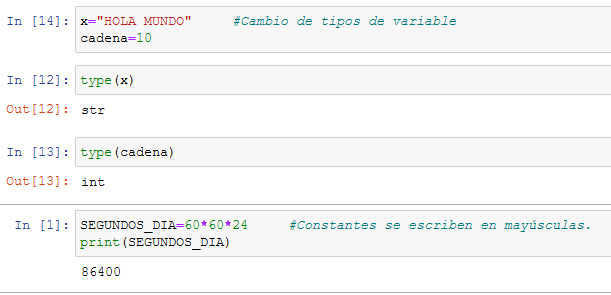 In [14]: x="HOLA MUNDO"     #Cambio de tipos de variable
cadena=10
In [12]: type(x)
Out[12]: str
In [13]: type(cadena)
Out[13]: int
In [1]: SEGUNDOS_DIA=60*60*24     #Constantes se escriben en mayúsculas.
print(SEGUNDOS_DIA)
86400